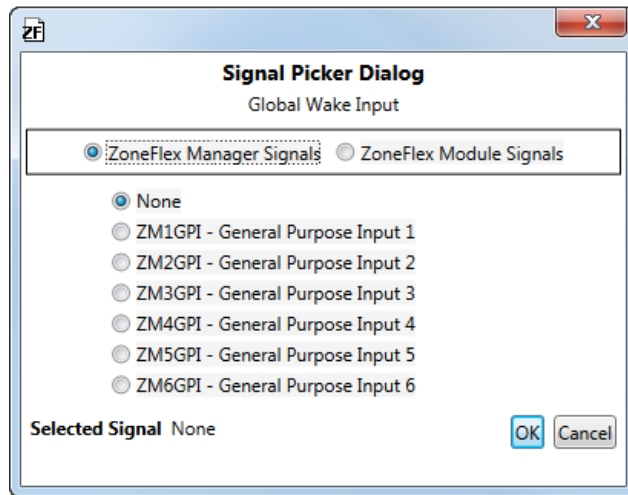 ZF
Signal Picker Dialog
Global Wake Input
ZoneFlex Manager Signals ZoneFlex Module Signals
None
ZM1GPI - General Purpose Input 1
ZM2GPI - General Purpose Input 2
ZM3GPI - General Purpose Input 3
ZM4GPI - General Purpose Input 4
ZM5GPI - General Purpose Input 5
ZM6GPI - General Purpose Input 6
Selected Signal None OK Cancel